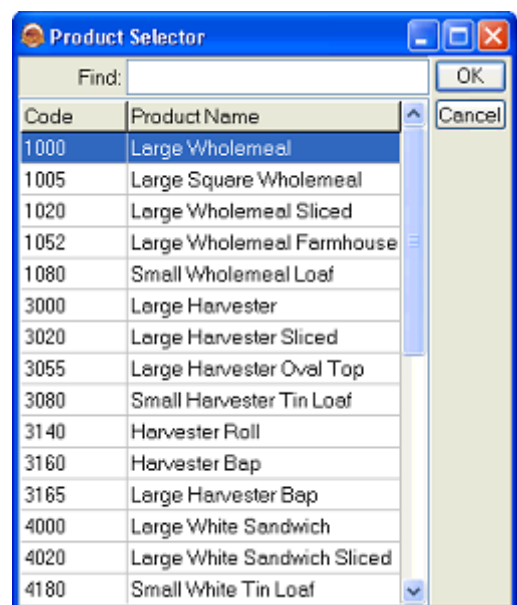 Product Selector
Find: OK
Code Product Name Cancel
1000 Large Wholemeal
1005 Large Square Wholemeal
1020 Large Wholemeal Sliced
1052 Large Wholemeal Farmhouse
1080 Small Wholemeal Loaf
3000 Large Harvester
3020 Large Harvester Sliced
3055 Large Harvester Oval Top
3080 Small Harvester Tin Loaf
3140 Harvester Roll
3160 Harvester Bap
3165 Large Harvester Bap
4000 Large White Sandwich
4020 Large White Sandwich Sliced
4180 Small White Tin Loaf